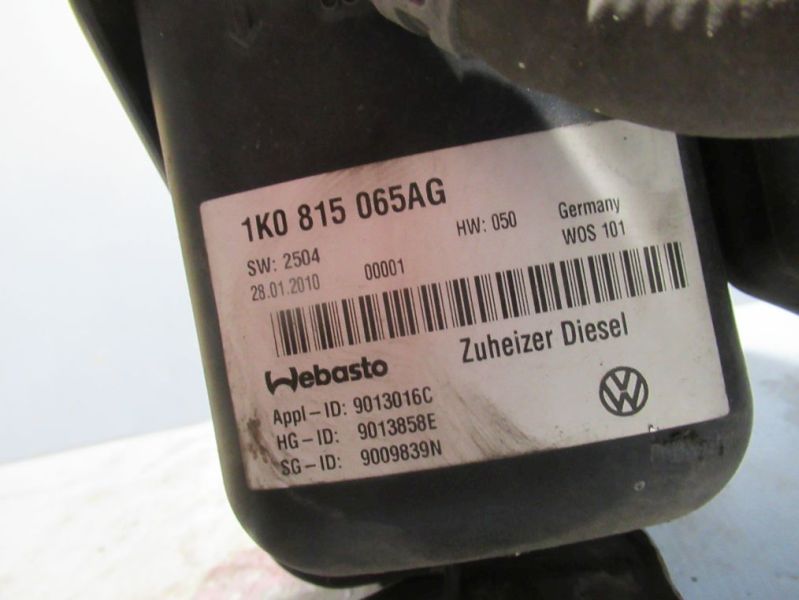 1K0 815 065AG
SW: 2504 HW: 050 Germany
28.01.2010 00001 WOS 101
Webasto Zuheizer Diesel
Appl-ID: 9013016C
HG-ID: 9013858E
SG-ID: 9009839N
VW